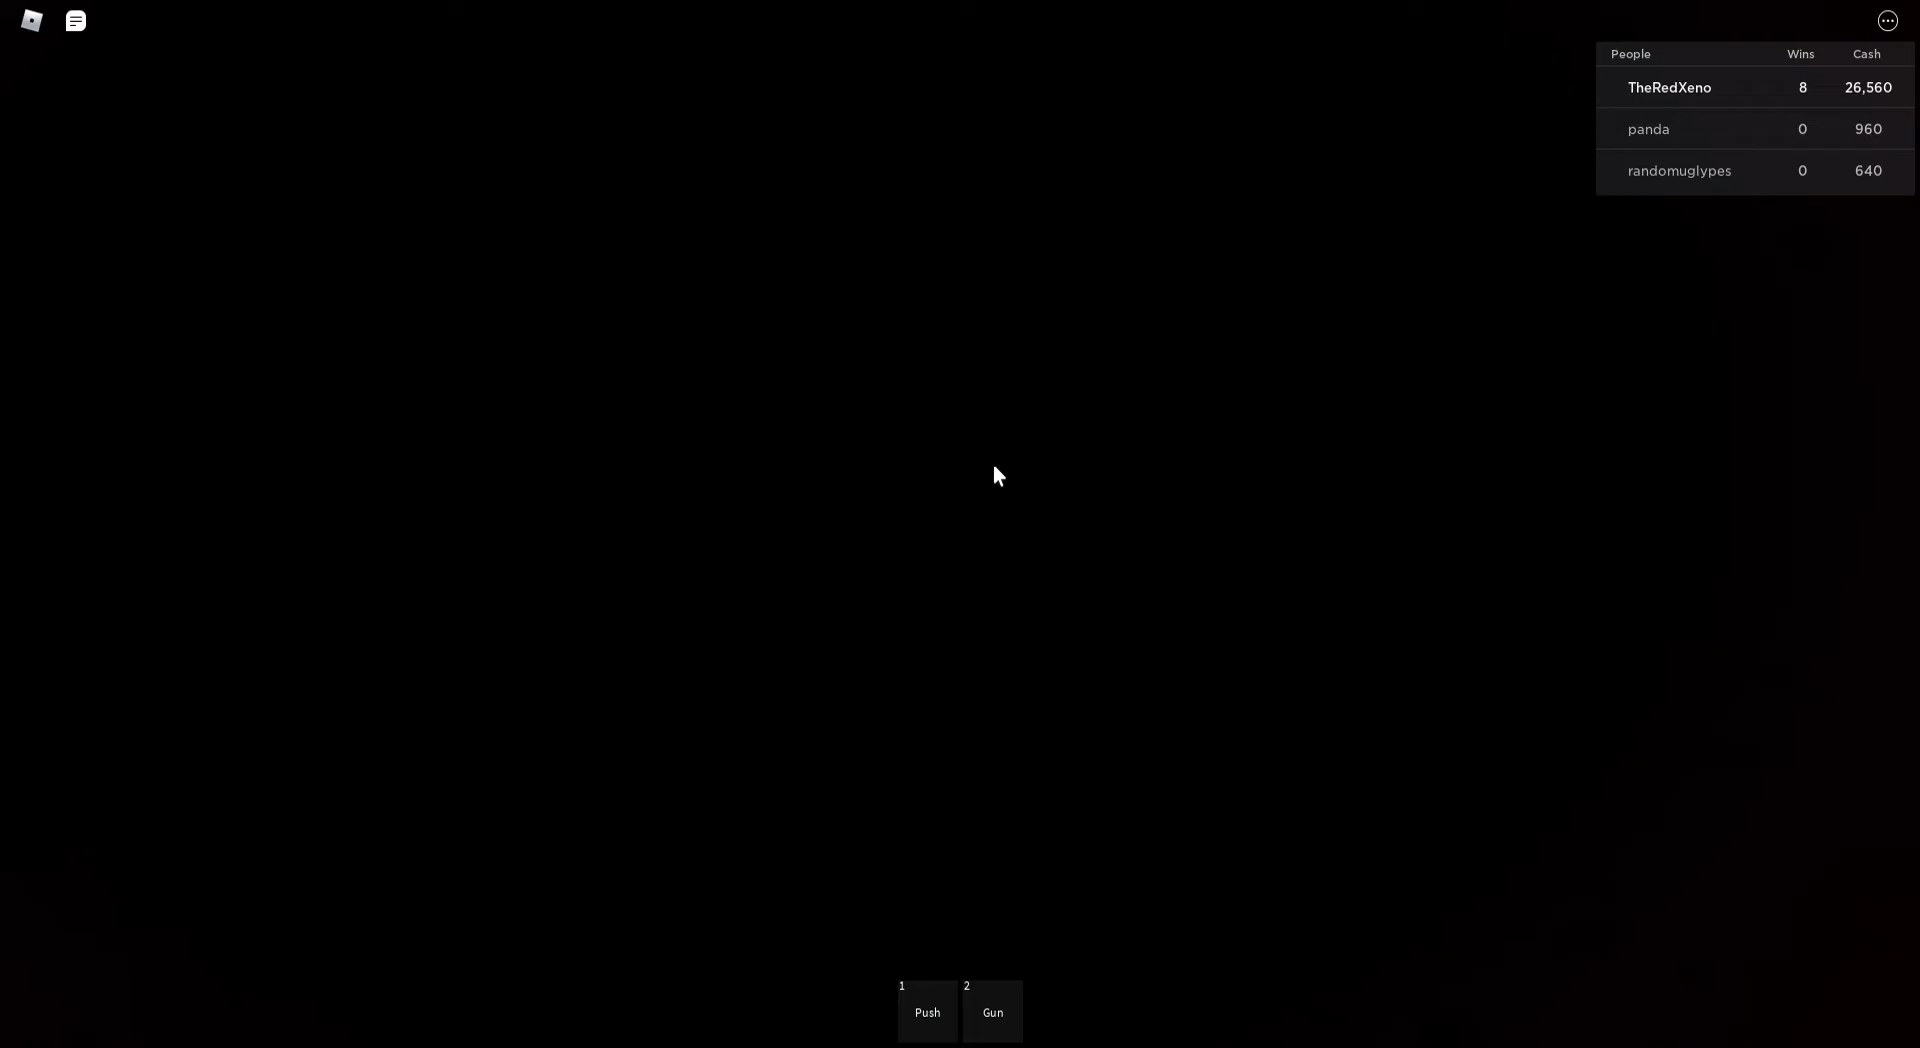 People Wins Cash
TheRedXeno 8 26,560
panda 0 960
randomuglypes 0 640
1 2
Push Gun